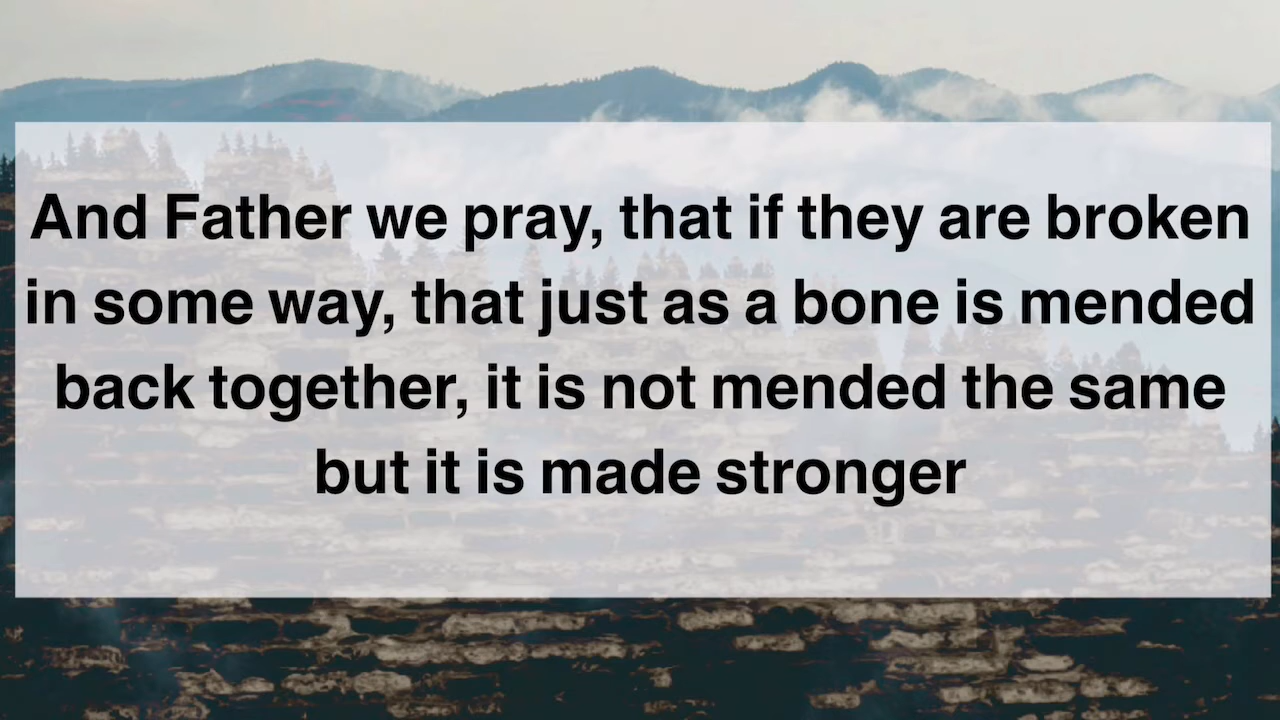 And Father we pray, that if they are broken
in some way, that just as a bone is mended
back together, it is not mended the same
but it is made stronger